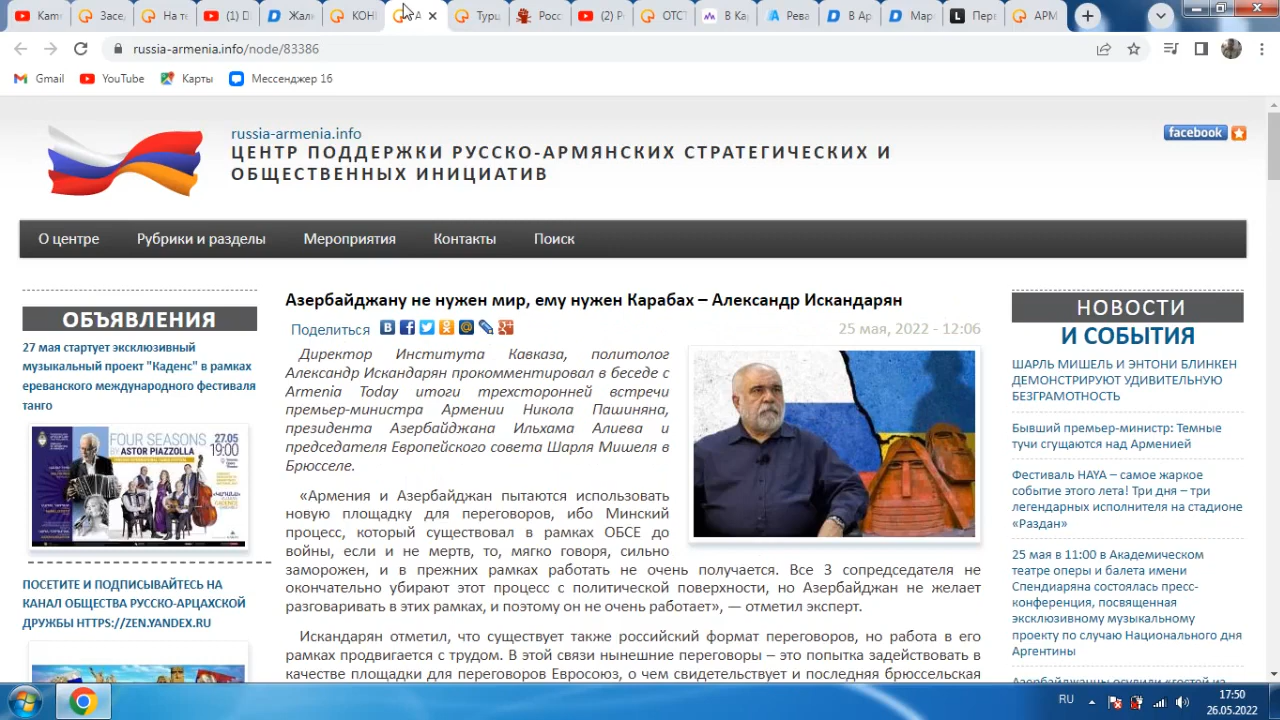 Kam
Засе,
На те
(1) D
Жал
КОН
А
Турц
Росс
(2) Р
ОТСТ
В Ка
Рева
В Ар
Мар
Пер
АРМ
russia-armenia.info/node/83386
Gmail
YouTube
Карты
Мессенджер 16
russia-armenia.info
ЦЕНТР ПОДДЕРЖКИ РУССКО-АРМЯНСКИХ СТРАТЕГИЧЕСКИХ И
ОБЩЕСТВЕННЫХ ИНИЦИАТИВ
facebook
О центре
Рубрики и разделы
Мероприятия
Контакты
Поиск
ОБЪЯВЛЕНИЯ
27 мая стартует эксклюзивный
музыкальный проект "Каденс" в рамках
ереванского международного фестиваля
танго
FOUR SEASONS
BY ASTOR PIAZZOLLA
27.05
19:00
ПОСЕТИТЕ И ПОДПИСЫВАЙТЕСЬ НА
КАНАЛ ОБЩЕСТВА РУССКО-АРЦАХСКОЙ
ДРУЖБЫ HTTPS://ZEN.YANDEX.RU
Азербайджану не нужен мир, ему нужен Карабах – Александр Искандарян
Поделиться
25 мая, 2022 - 12:06
Директор Института Кавказа, политолог
Александр Искандарян прокомментировал в беседе с
Armenia Today итоги трехсторонней встречи
премьер-министра Армении Никола Пашиняна,
президента Азербайджана Ильхама Алиева и
председателя Европейского совета Шарля Мишеля в
Брюсселе.
«Армения и Азербайджан пытаются использовать
новую площадку для переговоров, ибо Минский
процесс, который существовал в рамках ОБСЕ до
войны, если и не мертв, то, мягко говоря, сильно
заморожен, и в прежних рамках работать не очень получается. Все 3 сопредседателя не
окончательно убирают этот процесс с политической поверхности, но Азербайджан не желает
разговаривать в этих рамках, и поэтому он не очень работает», — отметил эксперт.
Искандарян отметил, что существует также российский формат переговоров, но работа в его
рамках продвигается с трудом. В этой связи нынешние переговоры – это попытка задействовать в
качестве площадки для переговоров Евросоюз, о чем свидетельствует и последняя брюссельская
НОВОСТИ
И СОБЫТИЯ
ШАРЛЬ МИШЕЛЬ И ЭНТОНИ БЛИНКЕН
ДЕМОНСТРИРУЮТ УДИВИТЕЛЬНУЮ
БЕЗГРАМОТНОСТЬ
Бывший премьер-министр: Темные
тучи сгущаются над Арменией
Фестиваль HAYA – самое жаркое
событие этого лета! Три дня – три
легендарных исполнителя на стадионе
«Раздан»
25 мая в 11:00 в Академическом
театре оперы и балета имени
Спендиаряна состоялась пресс-
конференция, посвященная
эксклюзивному музыкальному
проекту по случаю Национального дня
Аргентины
RU
17:50
26.05.2022